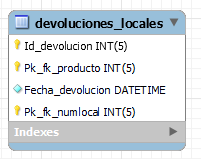 devoluciones_locales
Id_devolucion INT(5)
Pk_fk_producto INT(5)
Fecha_devolucion DATETIME
Pk_fk_numlocal INT(5)
Indexes